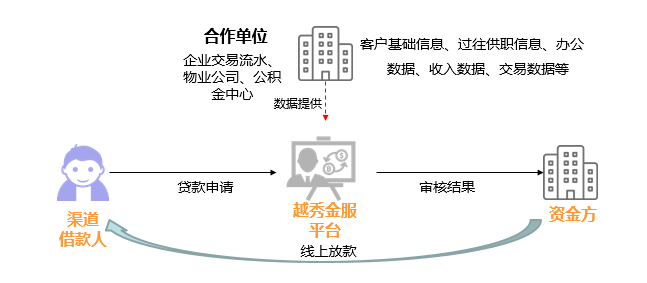 合作单位
企业交易流水、
物业公司、公积
金中心
客户基础信息、过往供职信息、办公
数据、收入数据、交易数据等
数据提供
贷款申请
审核结果
渠道
借款人
越秀金服
平台
资金方
线上放款